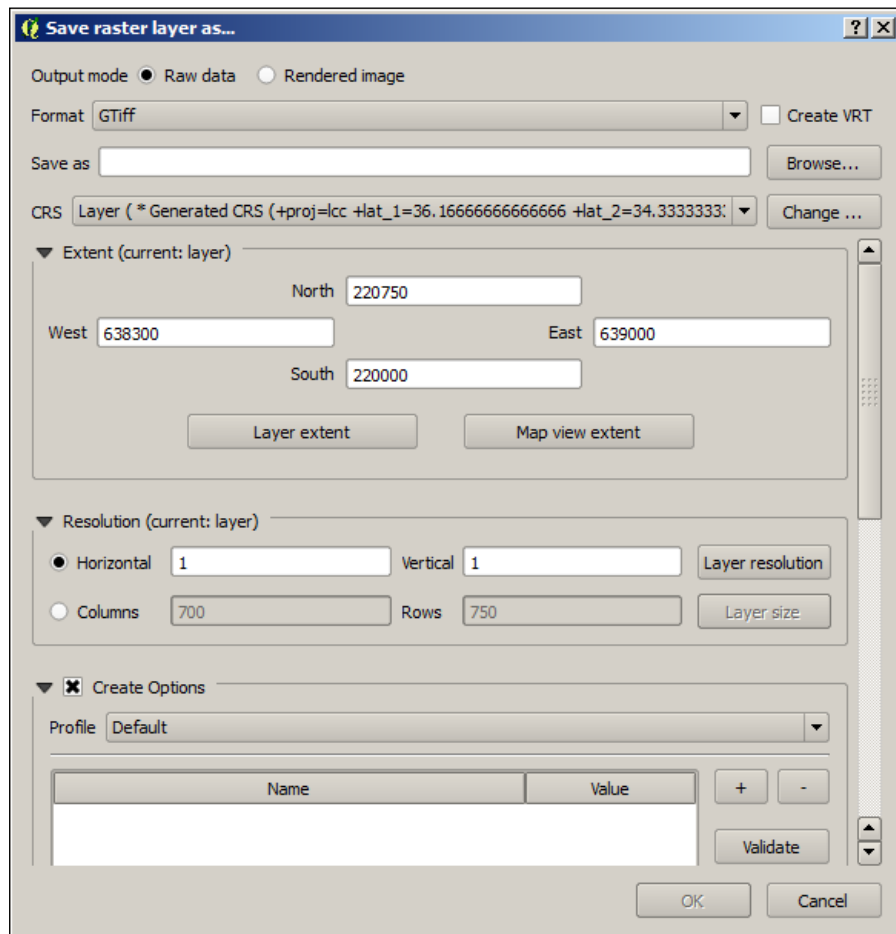 Save raster layer as...
Output mode Raw data Rendered image
Format GTiff Create VRT
Save as Browse...
CRS Layer ( * Generated CRS (+proj=lcc +lat_1=36.16666666666666 +lat_2=34.3333333: Change ...
Extent (current: layer)
North 220750
West 638300 East 639000
South 220000
Layer extent Map view extent
Resolution (current: layer)
Horizontal 1 Vertical 1 Layer resolution
Columns 700 Rows 750 Layer size
Create Options
Profile Default
Name Value + -
Validate
OK Cancel